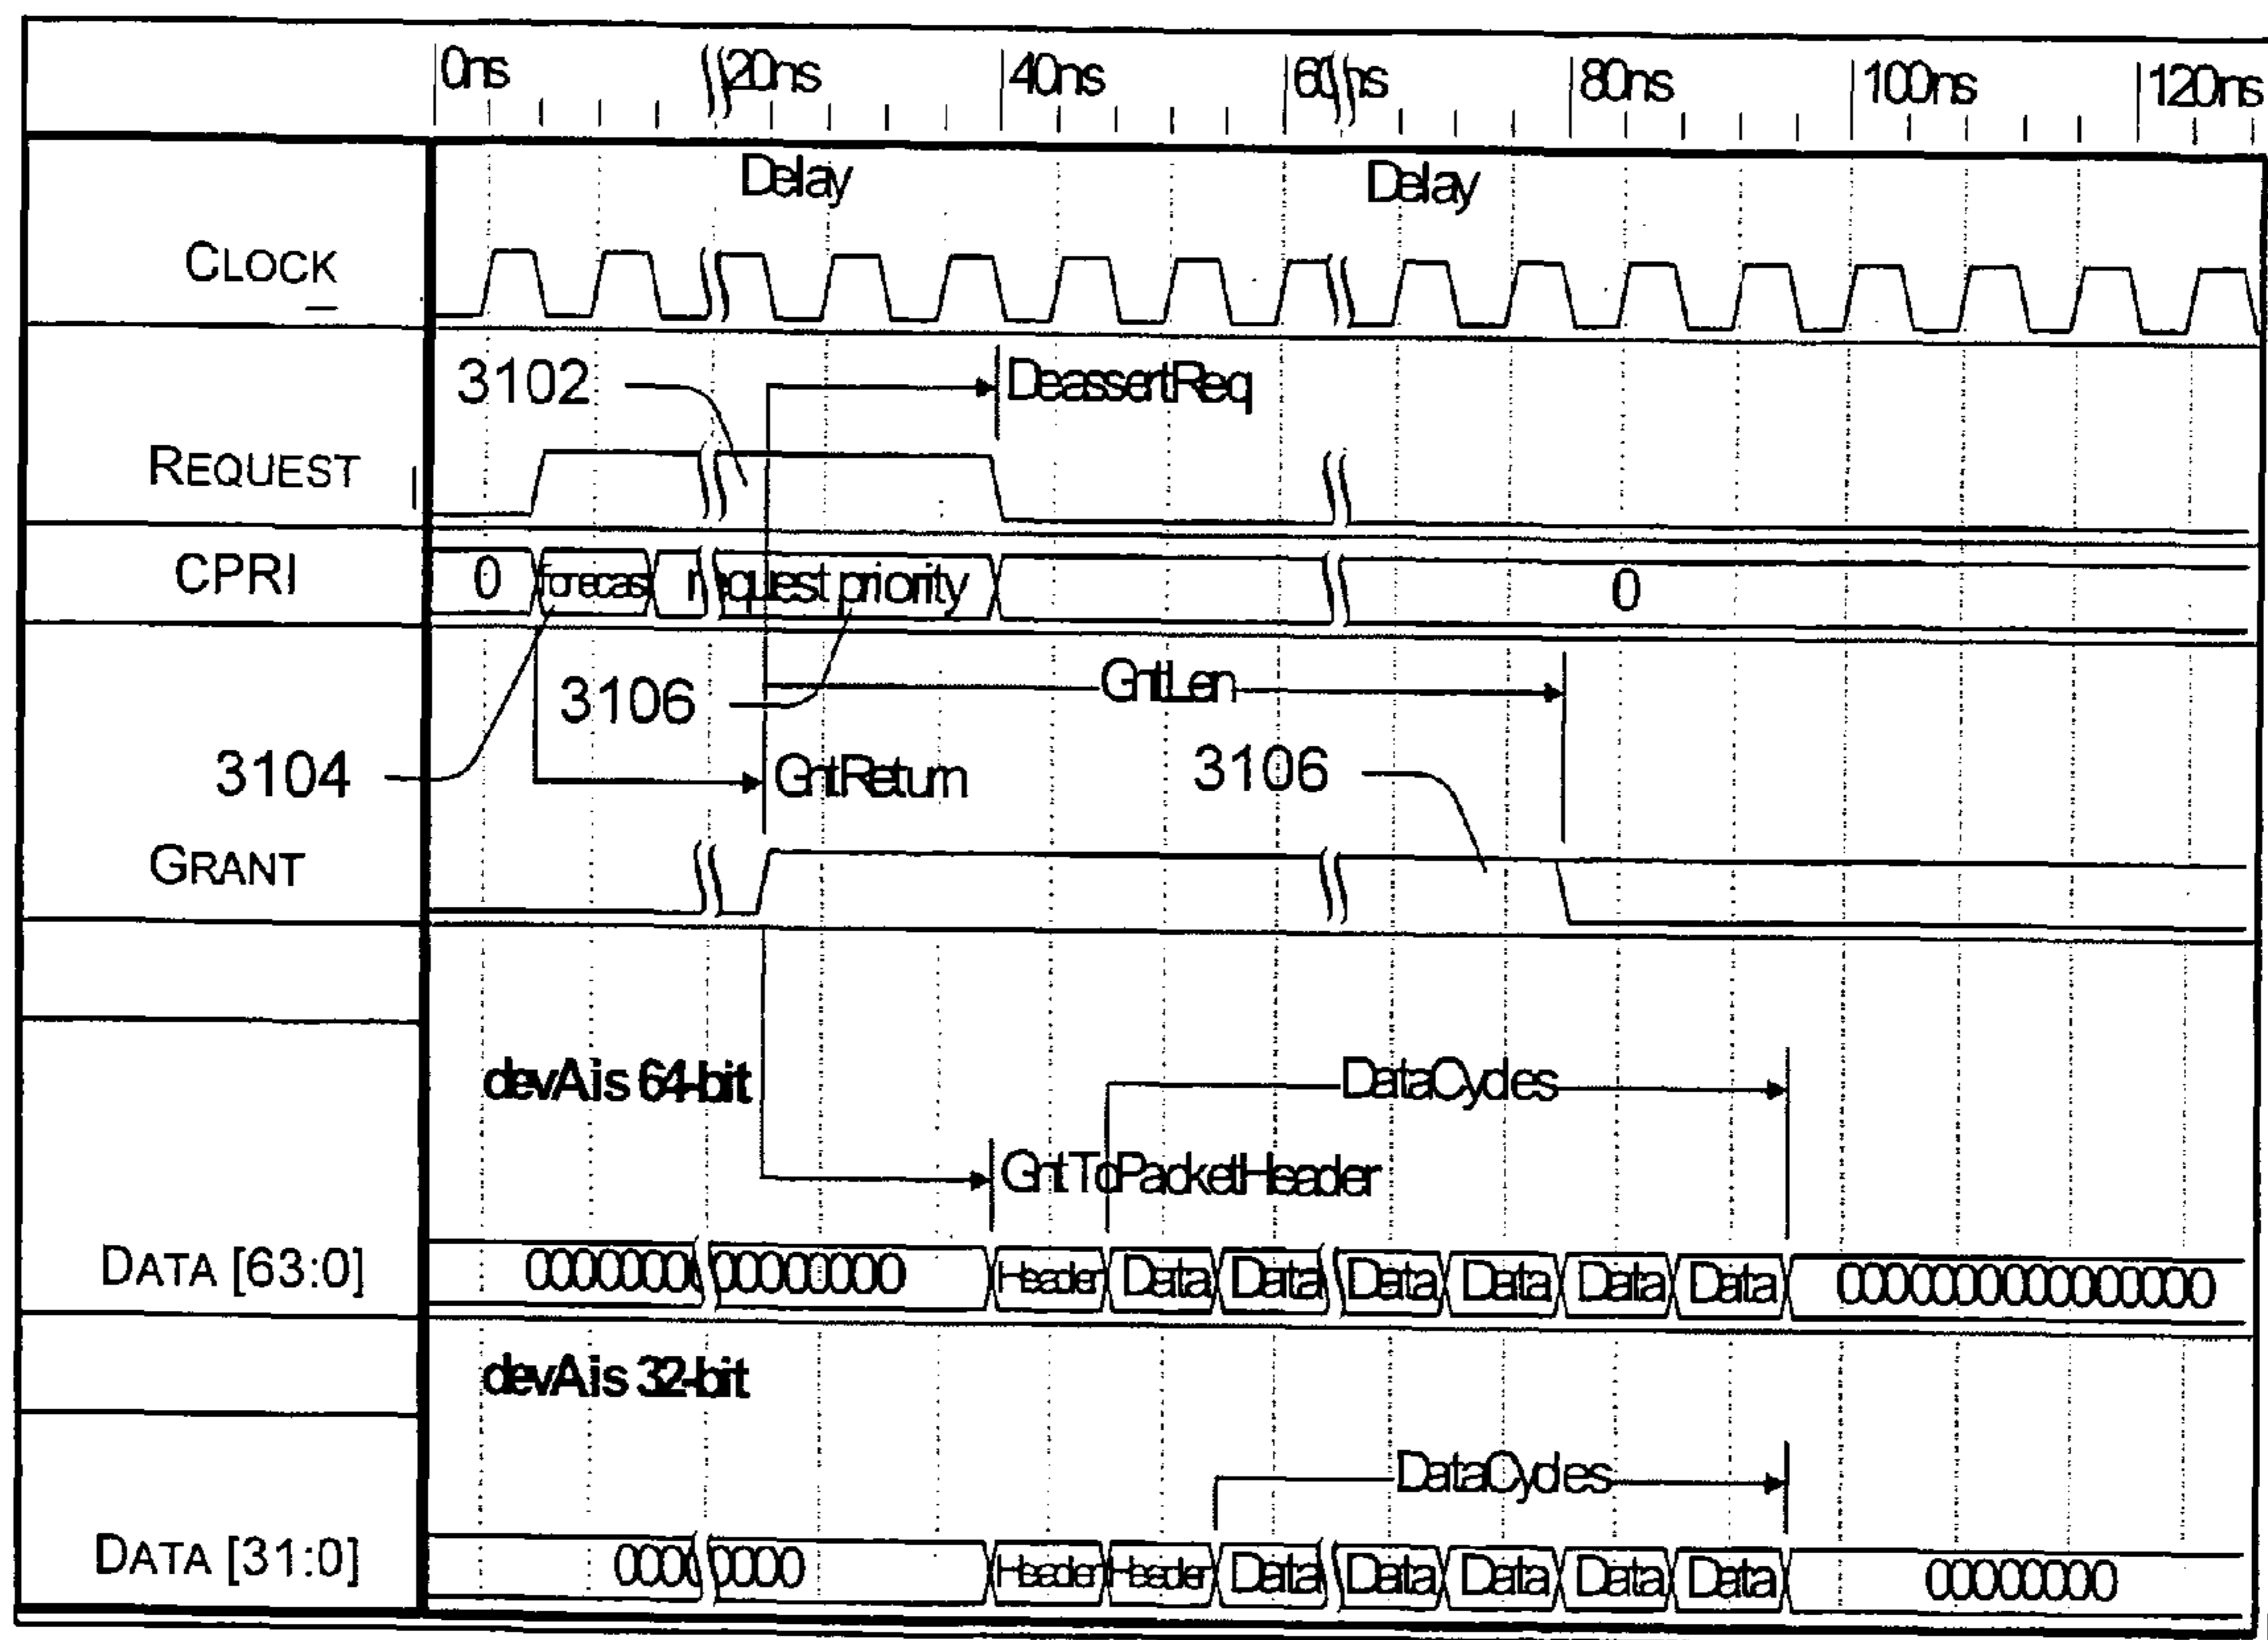 0ns 20ns 40ns 60ns 80ns 100ns 120ns
Delay Delay
CLOCK
3102 DeassertReq
REQUEST
CPRI 0 forecast request priority 0
3106 GntLen
3104 GntReturn 3106
GRANT
devA is 64-bit DataCycles
GntToPacketHeader
DATA [63:0] 0000000000000000 Header Data Data Data Data Data Data 0000000000000000
devA is 32-bit
DataCycles
DATA [31:0] 00000000 Header Header Data Data Data Data Data 00000000